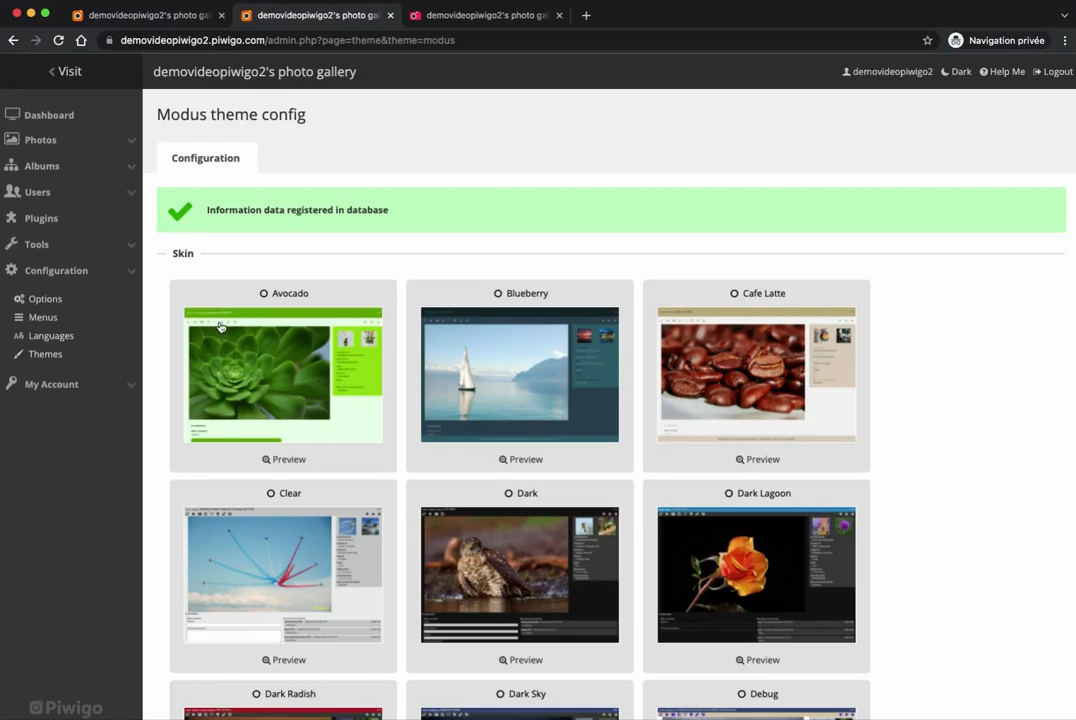 demovideopiwigo2's photo gal
demovideopiwigo2's photo gal
demovideopiwigo2's photo gall
demovideopiwigo2.piwigo.com/admin.php?page=theme&theme=modus
Navigation privée
Visit
demovideopiwigo2's photo gallery
demovideopiwigo2
Dark
Help Me
Logout
Dashboard
Photos
Albums
Users
Plugins
Tools
Configuration
Options
Menus
Languages
Themes
My Account
Piwigo
Modus theme config
Configuration
Information data registered in database
Skin
Avocado
Blueberry
Cafe Latte
Preview
Preview
Preview
Clear
Dark
Dark Lagoon
Preview
Preview
Preview
Dark Radish
Dark Sky
Debug